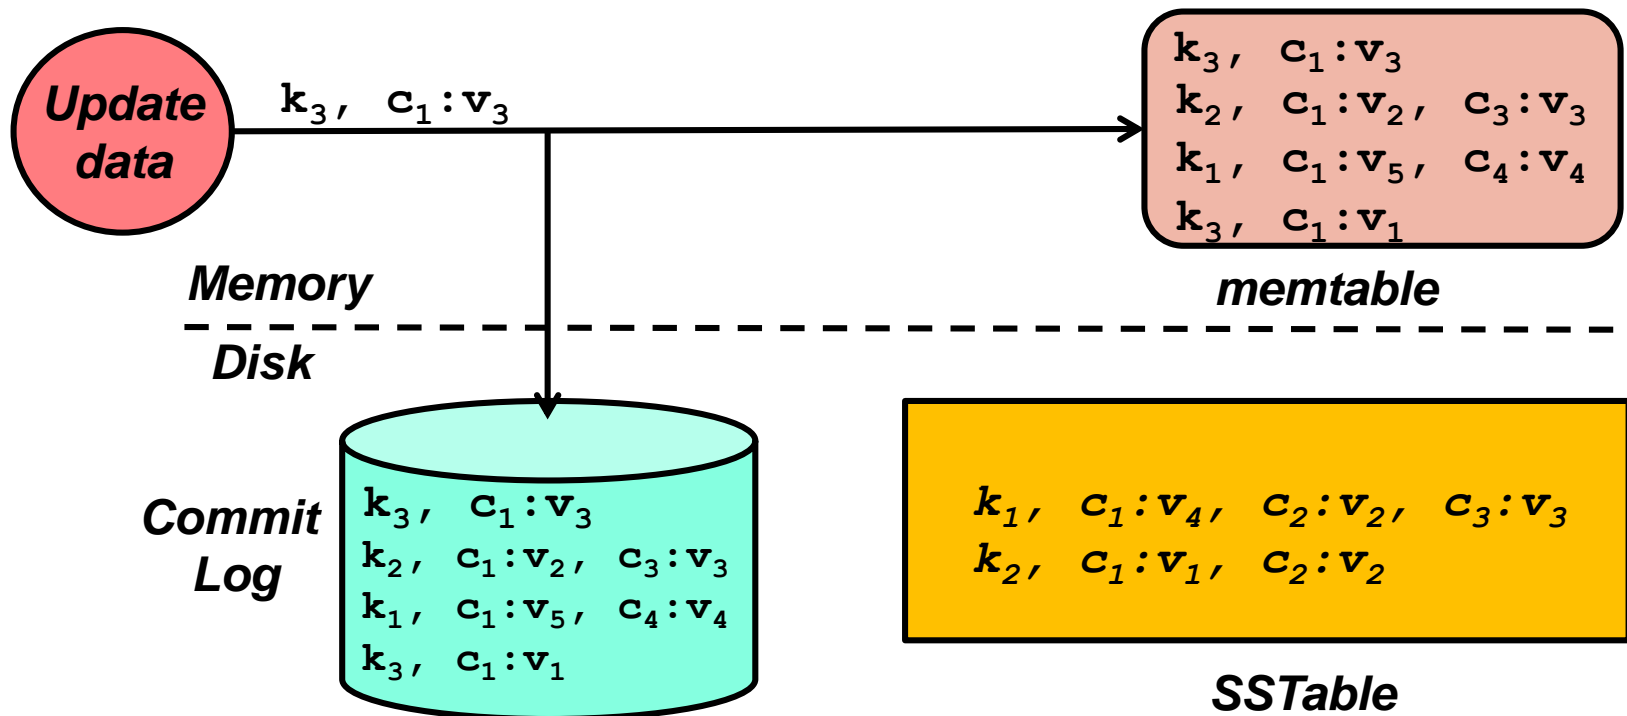 Update
data
k₃, c₁:v₃
k₃, c₁:v₃
k₂, c₁:v₂, c₃:v₃
k₁, c₁:v₅, c₄:v₄
k₃, c₁:v₁
Memory
memtable
Disk
Commit
Log
k₃, c₁:v₃
k₂, c₁:v₂, c₃:v₃
k₁, c₁:v₅, c₄:v₄
k₃, c₁:v₁
k₁, c₁:v₄, c₂:v₂, c₃:v₃
k₂, c₁:v₁, c₂:v₂
SSTable